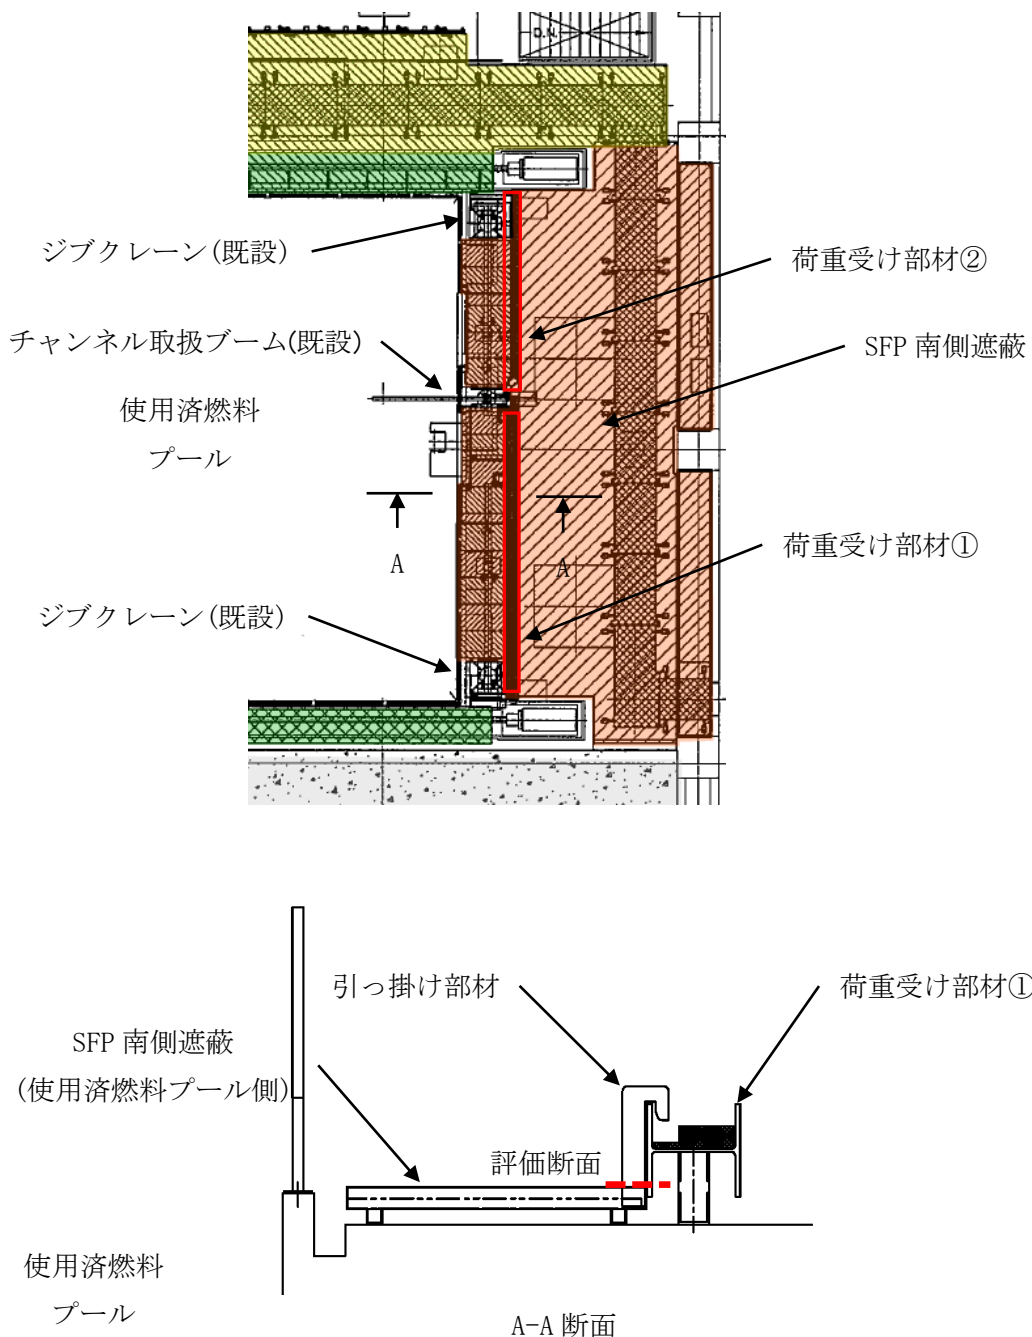 D.N.
ジブクレーン(既設)
荷重受け部材②
チャンネル取扱ブーム(既設)
SFP 南側遮蔽
使用済燃料
プール
荷重受け部材①
A
A
ジブクレーン(既設)
引っ掛け部材
荷重受け部材①
SFP 南側遮蔽
(使用済燃料プール側)
評価断面
使用済燃料
プール
A-A 断面